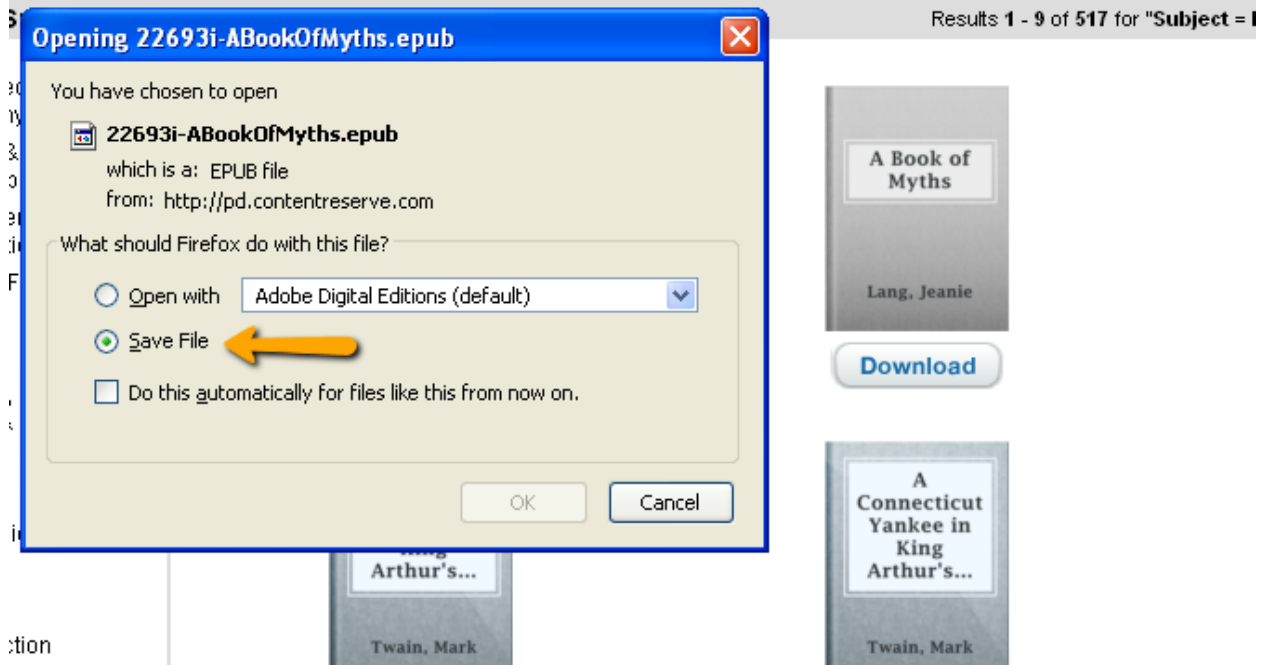 Results 1 - 9 of 517 for "Subject =
Opening 22693i-ABookOfMyths.epub
You have chosen to open
22693i-ABookOfMyths.epub
which is a: EPUB file
from: http://pd.contentreserve.com
What should Firefox do with this file?
Open with Adobe Digital Editions (default)
Save File
Do this automatically for files like this from now on.
OK Cancel
A Book of
Myths
Lang, Jeanie
Download
Arthur's...
Twain, Mark
A
Connecticut
Yankee in
King
Arthur's...
Twain, Mark